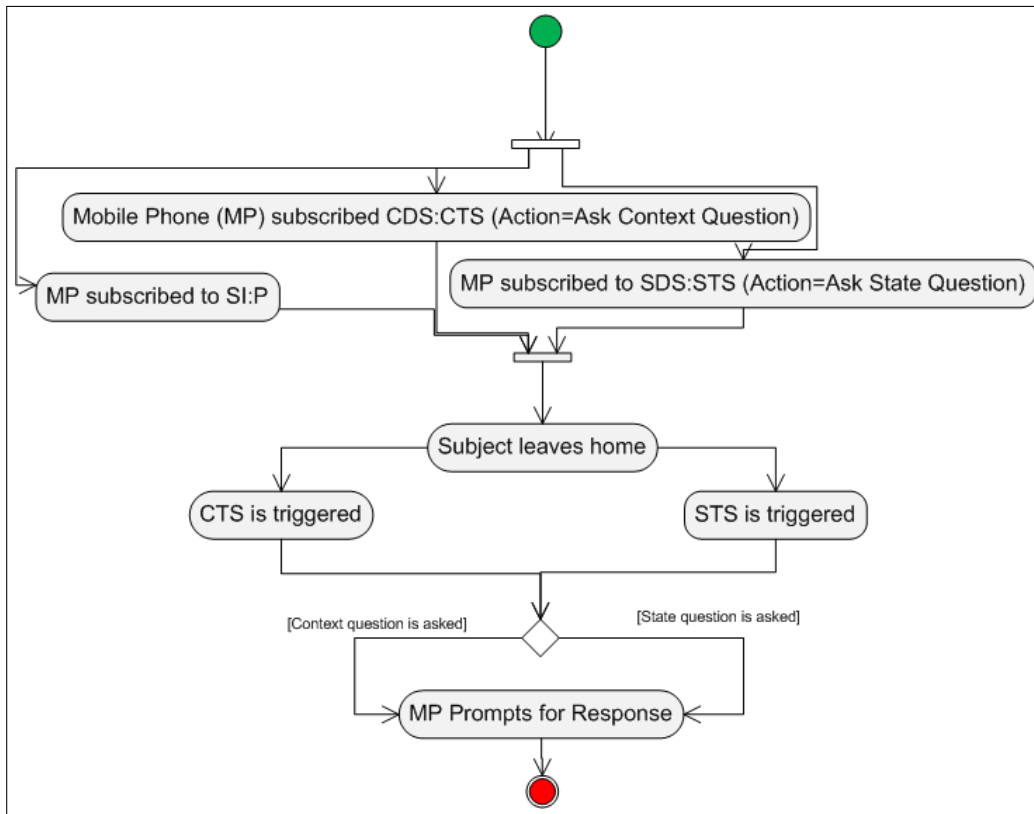 Mobile Phone (MP) subscribed CDS:CTS (Action=Ask Context Question)
MP subscribed to SI:P
MP subscribed to SDS:STS (Action=Ask State Question)
Subject leaves home
CTS is triggered
STS is triggered
[Context question is asked]
[State question is asked]
MP Prompts for Response